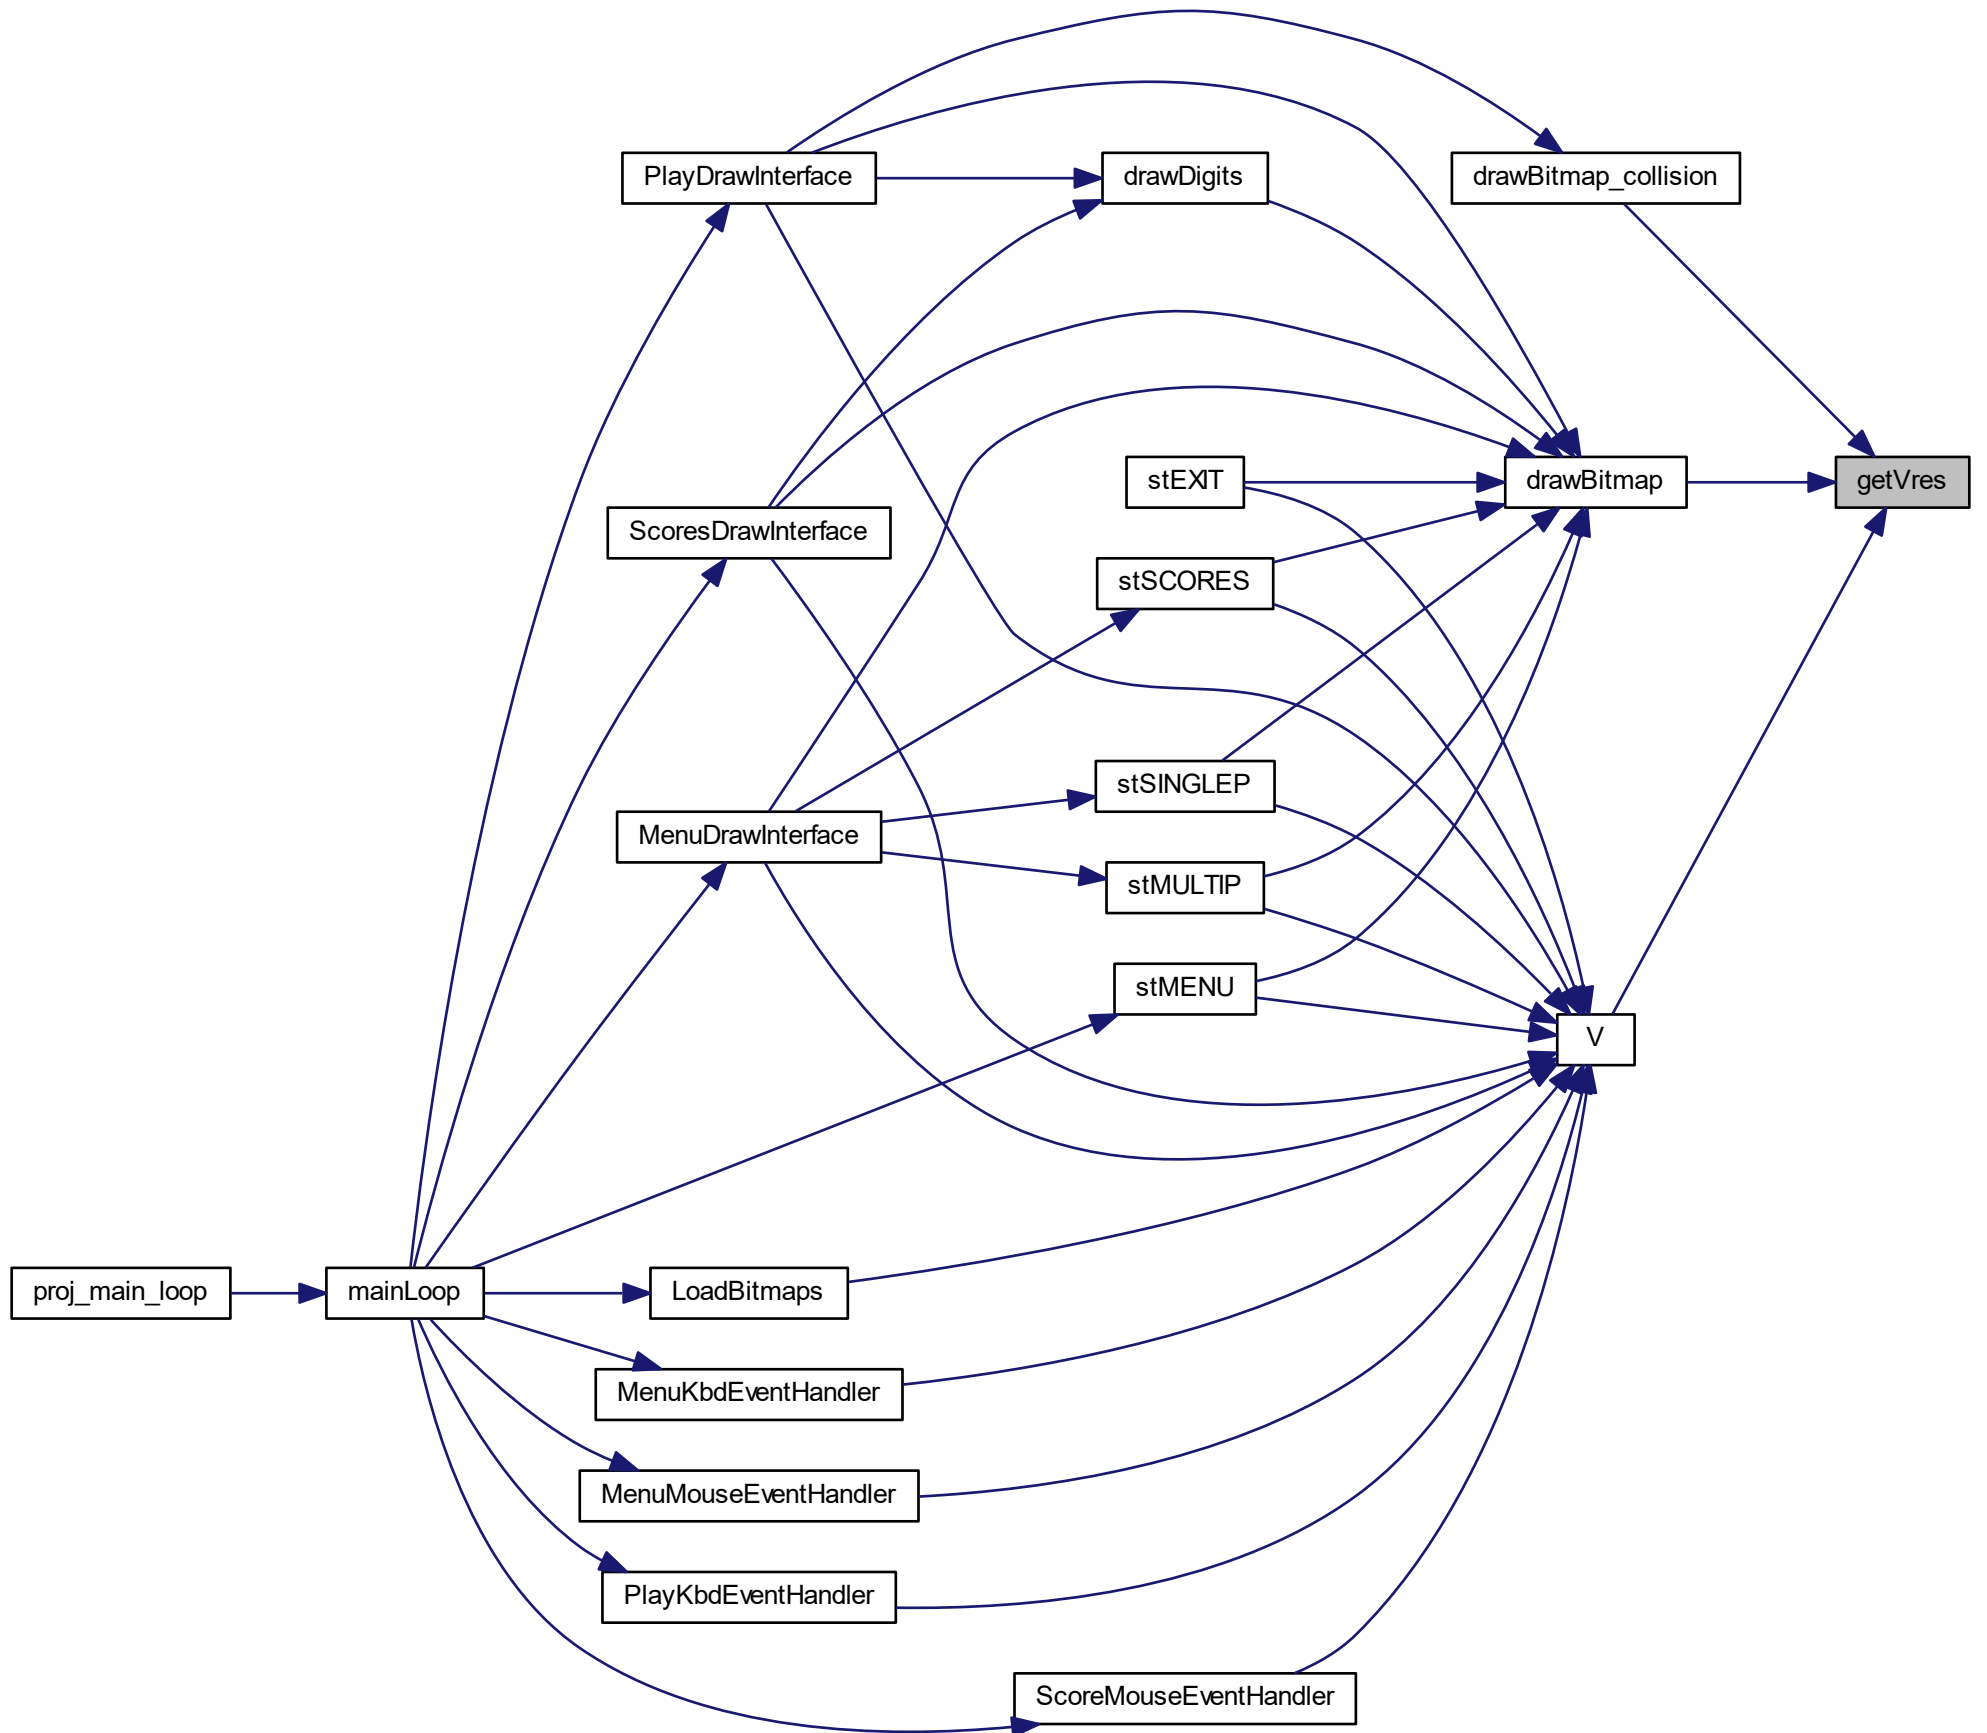 PlayDrawInterface
drawDigits
drawBitmap_collision
stEXIT
drawBitmap
getVres
ScoresDrawInterface
stSCORES
stSINGLEP
MenuDrawInterface
stMULTIP
stMENU
V
proj_main_loop
mainLoop
LoadBitmaps
MenuKbdEventHandler
MenuMouseEventHandler
PlayKbdEventHandler
ScoreMouseEventHandler